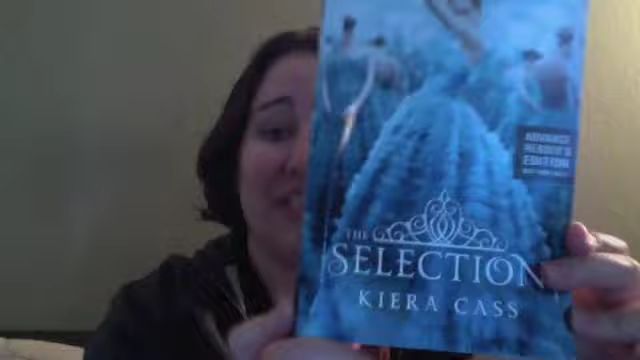 ADVANCE
READER'S
EDITION
THE
SELECTION
KIERA CASS